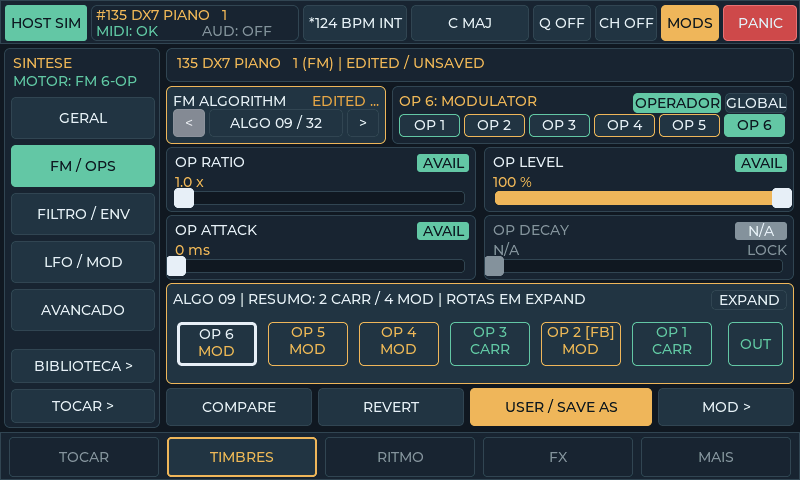 HOST SIM
#135 DX7 PIANO   1
MIDI: OK AUD: OFF
*124 BPM INT
C MAJ
Q OFF
CH OFF
MODS
PANIC
SINTESE
MOTOR: FM 6-OP
GERAL
FM / OPS
FILTRO / ENV
LFO / MOD
AVANCADO
BIBLIOTECA >
TOCAR >
135 DX7 PIANO   1 (FM) | EDITED / UNSAVED
FM ALGORITHM EDITED ...
< ALGO 09 / 32 >
OP 6: MODULATOR OPERADOR GLOBAL
OP 1 OP 2 OP 3 OP 4 OP 5 OP 6
OP RATIO AVAIL
1.0 x
OP LEVEL AVAIL
100 %
OP ATTACK AVAIL
0 ms
OP DECAY N/A
N/A LOCK
ALGO 09 | RESUMO: 2 CARR / 4 MOD | ROTAS EM EXPAND EXPAND
OP 6
MOD
OP 5
MOD
OP 4
MOD
OP 3
CARR
OP 2 [FB]
MOD
OP 1
CARR
OUT
COMPARE REVERT USER / SAVE AS MOD >
TOCAR TIMBRES RITMO FX MAIS